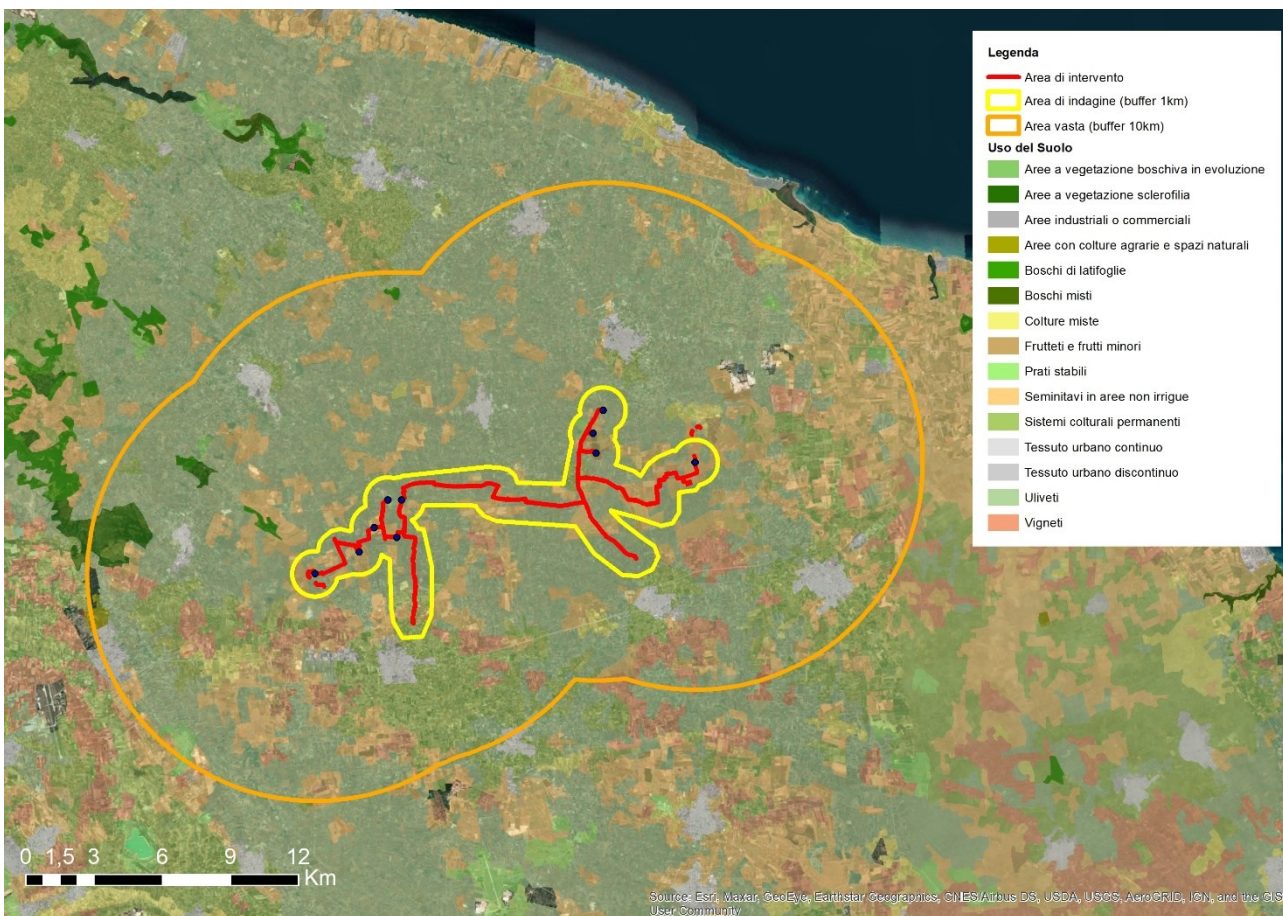 Legenda
Area di intervento
Area di indagine (buffer 1km)
Area vasta (buffer 10km)
Uso del Suolo
Aree a vegetazione boschiva in evoluzione
Aree a vegetazione sclerofilia
Aree industriali o commerciali
Aree con colture agrarie e spazi naturali
Boschi di latifoglie
Boschi misti
Colture miste
Frutteti e frutti minori
Prati stabili
Seminitavi in aree non irrigue
Sistemi colturali permanenti
Tessuto urbano continuo
Tessuto urbano discontinuo
Uliveti
Vigneti
0 1,5 3 6 9 12
Km
Source: Esri, Maxar, GeoEye, Earthstar Geographics, CNES/Airbus DS, USDA, USGS, AeroGRID, IGN, and the GIS
User Community